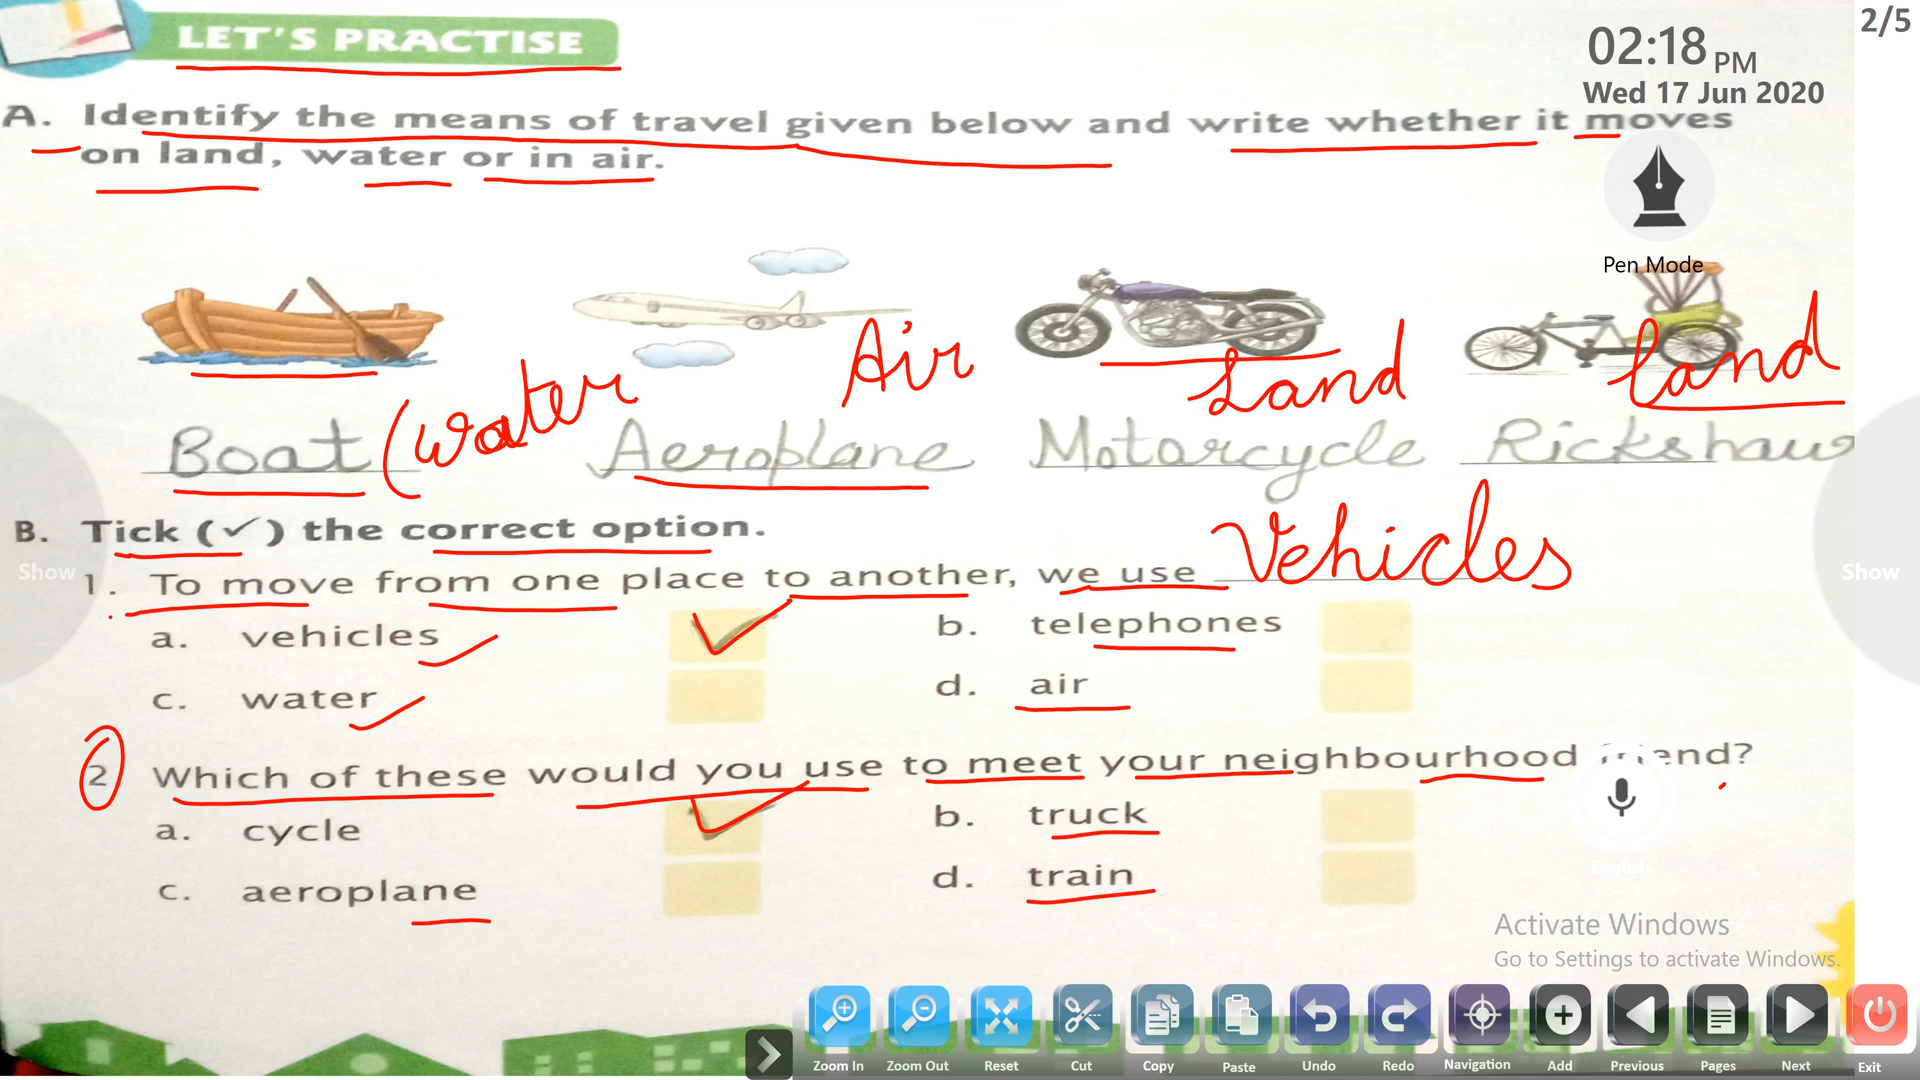 LET'S PRACTISE
2/5
02:18 PM
Wed 17 Jun 2020
A. Identify the means of travel given below and write whether it moves
on land, water or in air.
Pen Mode
Air
Land
Land
Boat (water
Aeroplane
Motorcycle
Rickshaw
B. Tick (✓) the correct option.
Show
Show
1. To move from one place to another, we use Vehicles
a. vehicles b. telephones
c. water d. air
2 Which of these would you use to meet your neighbourhood friend?
a. cycle b. truck
c. aeroplane d. train
English
Activate Windows
Go to Settings to activate Windows.
Zoom In Zoom Out Reset Cut Copy Paste Undo Redo Navigation Add Previous Pages Next Exit